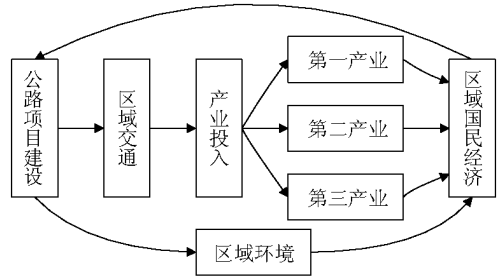 公路项目建设
区域交通
产业投入
第一产业
第二产业
第三产业
区域国民经济
区域环境